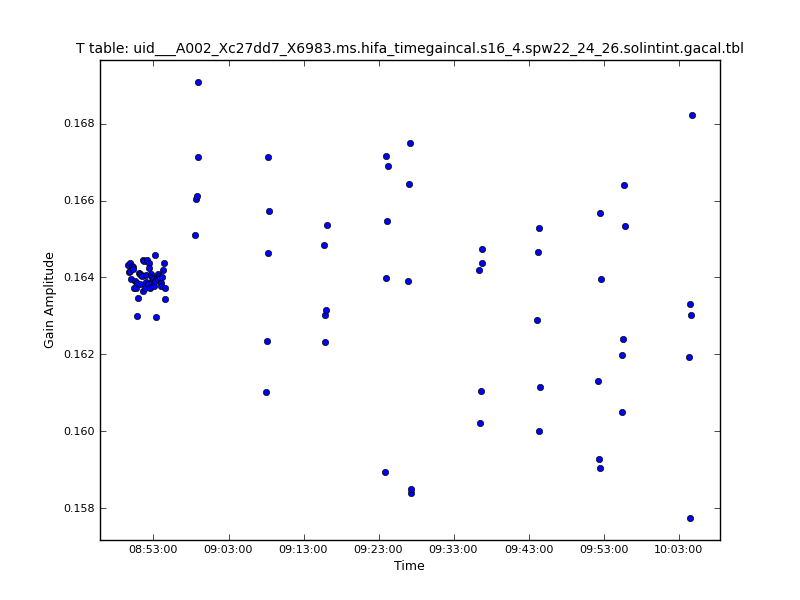 T table: uid___A002_Xc27dd7_X6983.ms.hifa_timegaincal.s16_4.spw22_24_26.solintint.gacal.tbl
0.168
0.166
0.164
0.162
0.160
0.158
Gain Amplitude
08:53:00 09:03:00 09:13:00 09:23:00 09:33:00 09:43:00 09:53:00 10:03:00
Time